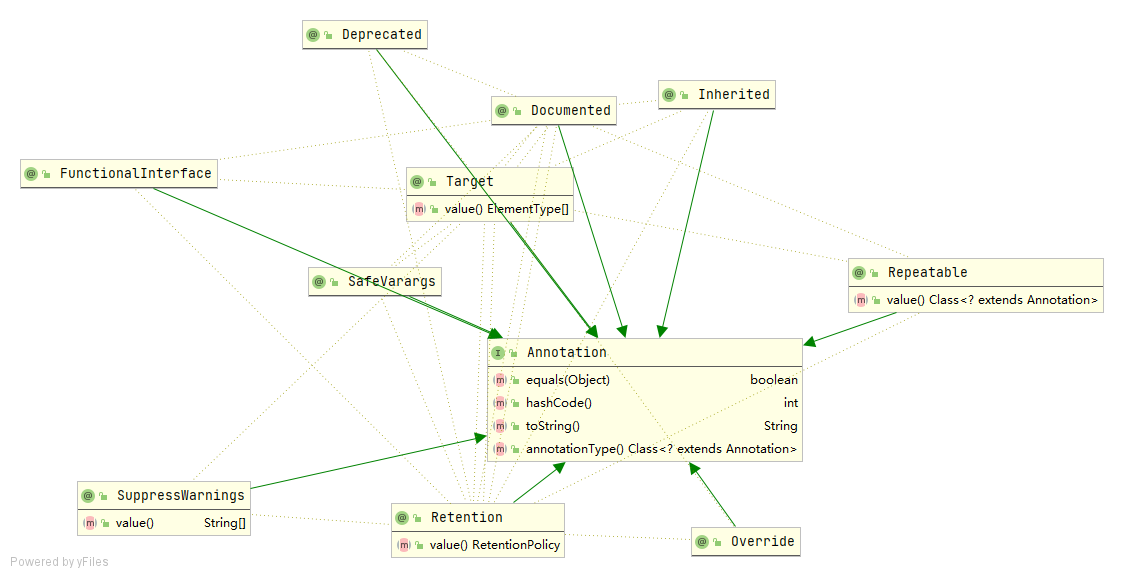 Deprecated
Inherited
Documented
FunctionalInterface
Target
value() ElementType[]
Repeatable
value() Class<? extends Annotation>
SafeVarargs
Annotation
equals(Object) boolean
hashCode() int
toString() String
annotationType() Class<? extends Annotation>
SuppressWarnings
value() String[]
Retention
value() RetentionPolicy
Override
Powered by yFiles